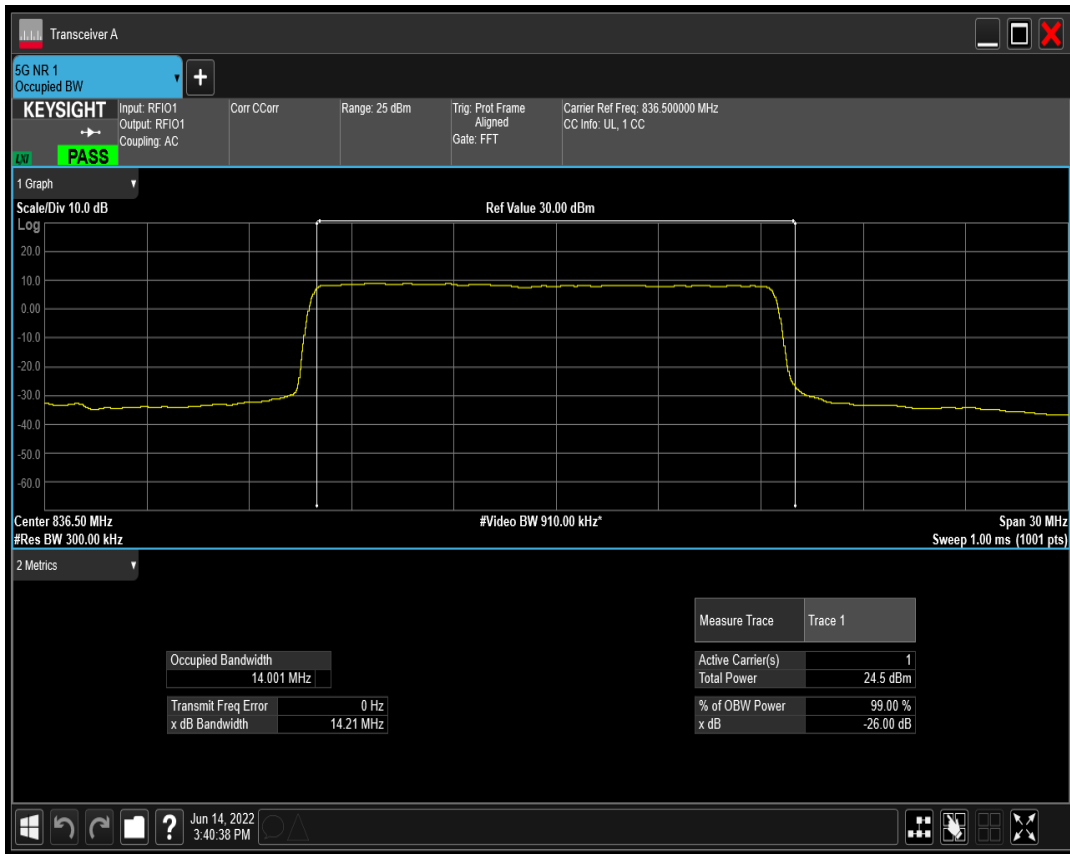 Transceiver A
5G NR 1
Occupied BW
+
KEYSIGHT Input: RFIO1 Corr CCorr Range: 25 dBm Trig: Prot Frame Carrier Ref Freq: 836.500000 MHz
Output: RFIO1 Aligned CC Info: UL, 1 CC
Coupling: AC Gate: FFT
LXI PASS
1 Graph
Scale/Div 10.0 dB Ref Value 30.00 dBm
Log
20.0
10.0
0.00
-10.0
-20.0
-30.0
-40.0
-50.0
-60.0
Center 836.50 MHz #Video BW 910.00 kHz* Span 30 MHz
#Res BW 300.00 kHz Sweep 1.00 ms (1001 pts)
2 Metrics
Measure Trace Trace 1
Occupied Bandwidth Active Carrier(s) 1
14.001 MHz Total Power 24.5 dBm
Transmit Freq Error 0 Hz % of OBW Power 99.00 %
x dB Bandwidth 14.21 MHz x dB -26.00 dB
? Jun 14, 2022
3:40:38 PM